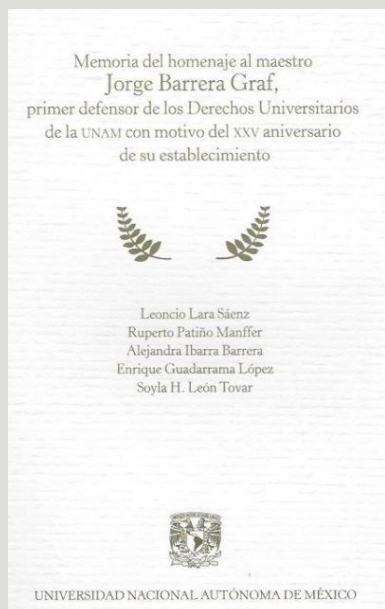 Memoria del homenaje al maestro
Jorge Barrera Graf,
primer defensor de los Derechos Universitarios
de la UNAM con motivo del XXV aniversario
de su establecimiento
Leoncio Lara Sáenz
Ruperto Patiño Manffer
Alejandra Ibarra Barrera
Enrique Guadarrama López
Soyla H. León Tovar
UNIVERSIDAD NACIONAL AUTÓNOMA DE MÉXICO